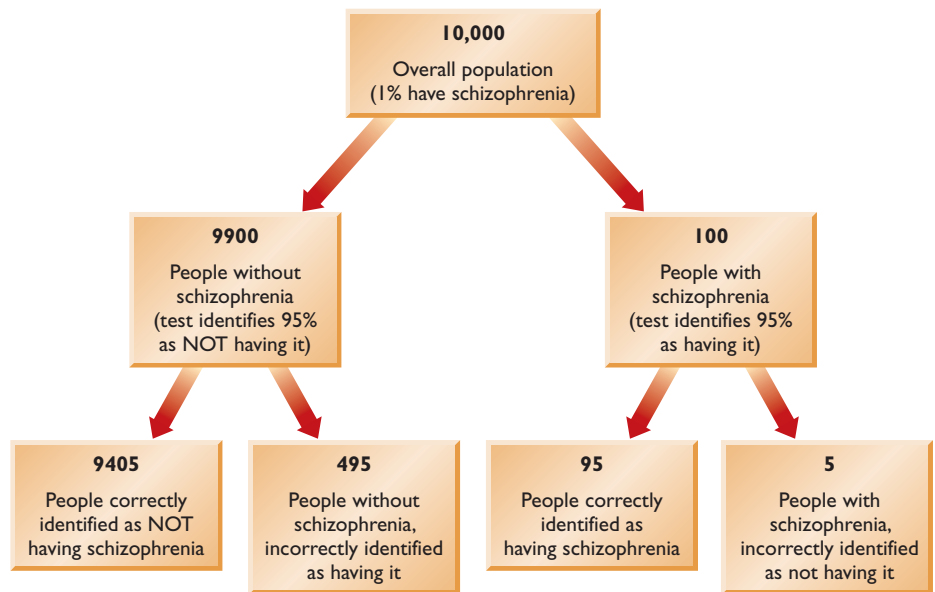 10,000
Overall population
(1% have schizophrenia)
9900
People without
schizophrenia
(test identifies 95%
as NOT having it)
100
People with
schizophrenia
(test identifies 95%
as having it)
9405
People correctly
identified as NOT
having schizophrenia
495
People without
schizophrenia,
incorrectly identified
as having it
95
People correctly
identified as
having schizophrenia
5
People with
schizophrenia,
incorrectly identified
as not having it